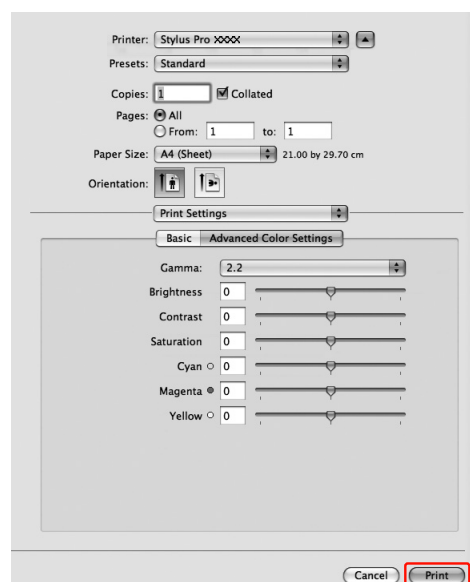 Printer: Stylus Pro XXXX
Presets: Standard
Copies: 1 Collated
Pages: All
From: 1 to: 1
Paper Size: A4 (Sheet) 21.00 by 29.70 cm
Orientation:
Print Settings
Basic Advanced Color Settings
Gamma: 2.2
Brightness 0
Contrast 0
Saturation 0
Cyan 0
Magenta 0
Yellow 0
Cancel Print